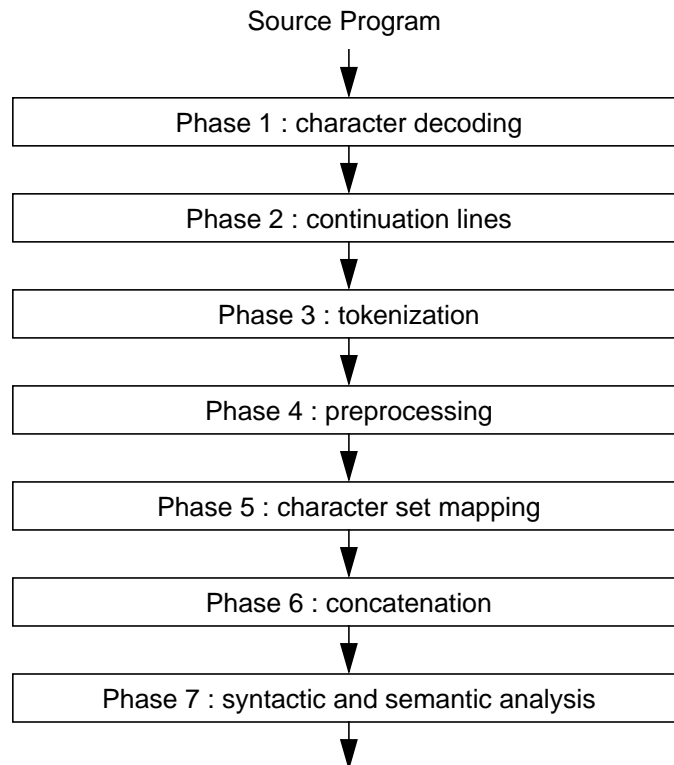 Source Program
Phase 1 : character decoding
Phase 2 : continuation lines
Phase 3 : tokenization
Phase 4 : preprocessing
Phase 5 : character set mapping
Phase 6 : concatenation
Phase 7 : syntactic and semantic analysis